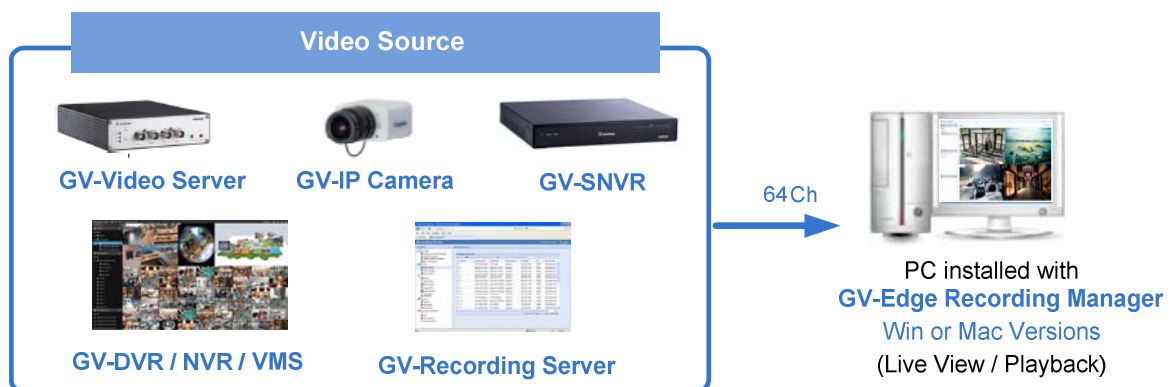 Video Source
GV-Video Server
GV-IP Camera
GV-SNVR
GV-DVR / NVR / VMS
GV-Recording Server
64 Ch
PC installed with
GV-Edge Recording Manager
Win or Mac Versions
(Live View / Playback)